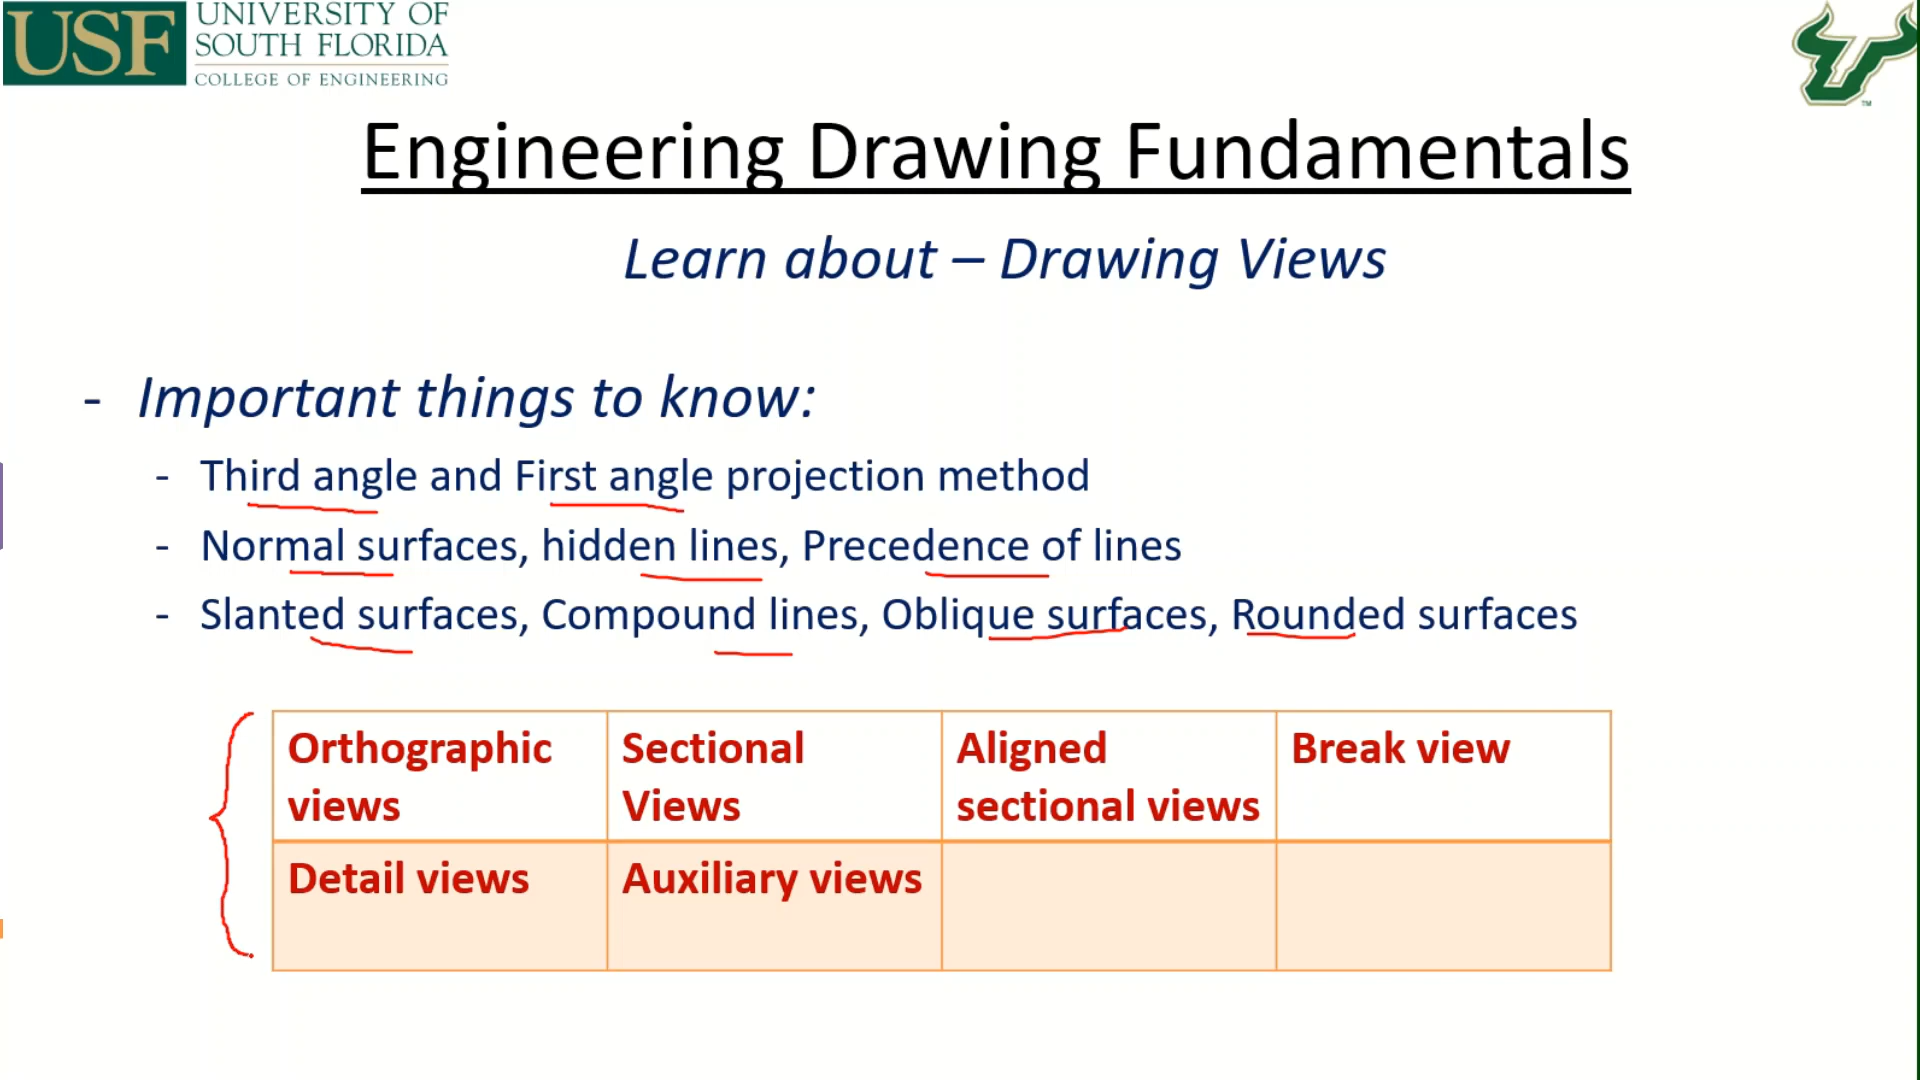 USF UNIVERSITY OF
SOUTH FLORIDA
COLLEGE OF ENGINEERING
TM
Engineering Drawing Fundamentals
Learn about – Drawing Views
- Important things to know:
- Third angle and First angle projection method
- Normal surfaces, hidden lines, Precedence of lines
- Slanted surfaces, Compound lines, Oblique surfaces, Rounded surfaces
Orthographic views
Sectional Views
Aligned sectional views
Break view
Detail views
Auxiliary views